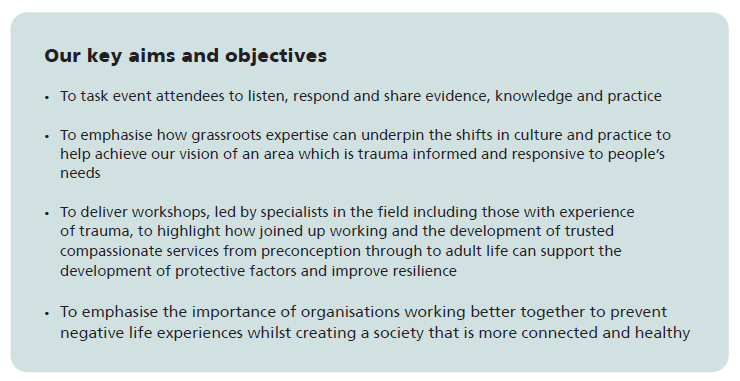 Our key aims and objectives
• To task event attendees to listen, respond and share evidence, knowledge and practice
• To emphasise how grassroots expertise can underpin the shifts in culture and practice to
help achieve our vision of an area which is trauma informed and responsive to people’s
needs
• To deliver workshops, led by specialists in the field including those with experience
of trauma, to highlight how joined up working and the development of trusted
compassionate services from preconception through to adult life can support the
development of protective factors and improve resilience
• To emphasise the importance of organisations working better together to prevent
negative life experiences whilst creating a society that is more connected and healthy